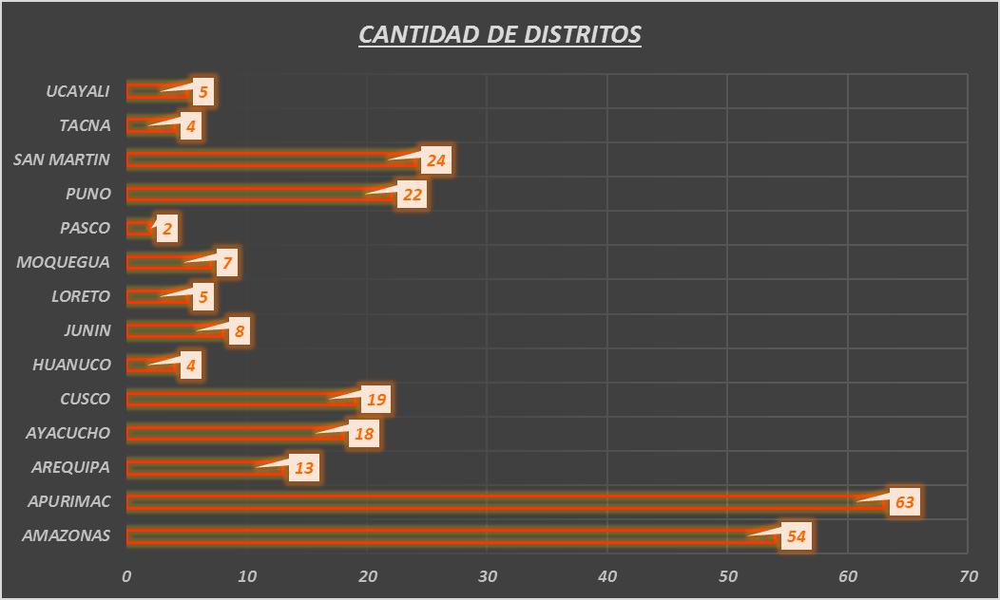 CANTIDAD DE DISTRITOS
UCAYALI 5
TACNA 4
SAN MARTIN 24
PUNO 22
PASCO 2
MOQUEGUA 7
LORETO 5
JUNIN 8
HUANUCO 4
CUSCO 19
AYACUCHO 18
AREQUIPA 13
APURIMAC 63
AMAZONAS 54
0 10 20 30 40 50 60 70